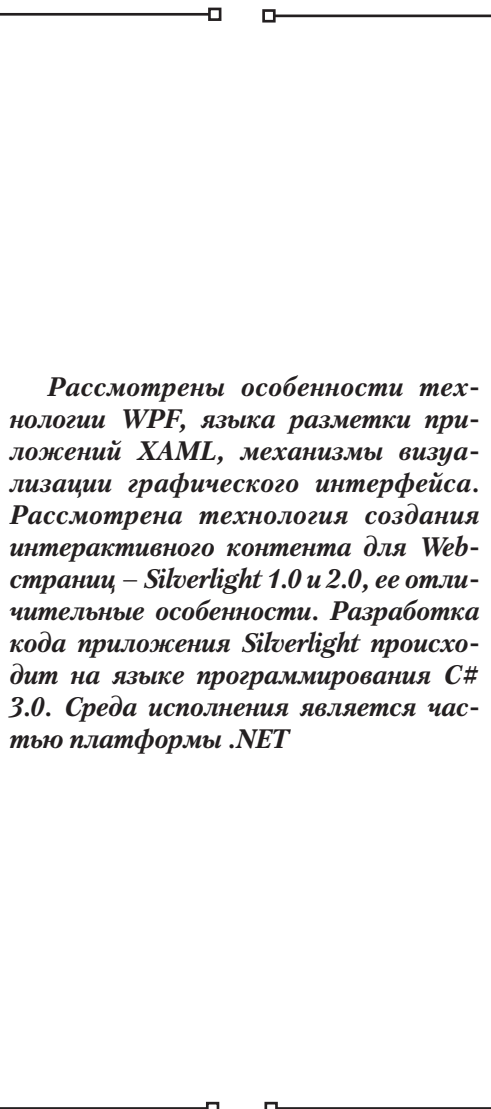 Рассмотрены особенности тех-
нологии WPF, языка разметки при-
ложений XAML, механизмы визуа-
лизации графического интерфейса.
Рассмотрена технология создания
интерактивного контента для Web-
страниц – Silverlight 1.0 и 2.0, ее отли-
чительные особенности. Разработка
кода приложения Silverlight происхо-
дит на языке программирования C#
3.0. Среда исполнения является час-
тью платформы .NET